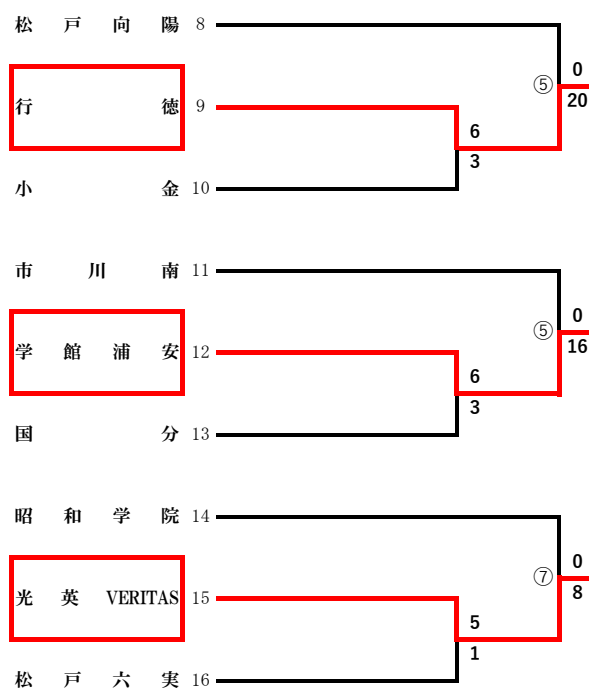 松戸向陽 8
0
⑤
20
行徳 9
6
3
小金 10
市川南 11
0
⑤
16
学館浦安 12
6
3
国分 13
昭和学院 14
0
⑦
8
光英 VERITAS 15
5
1
松戸六実 16